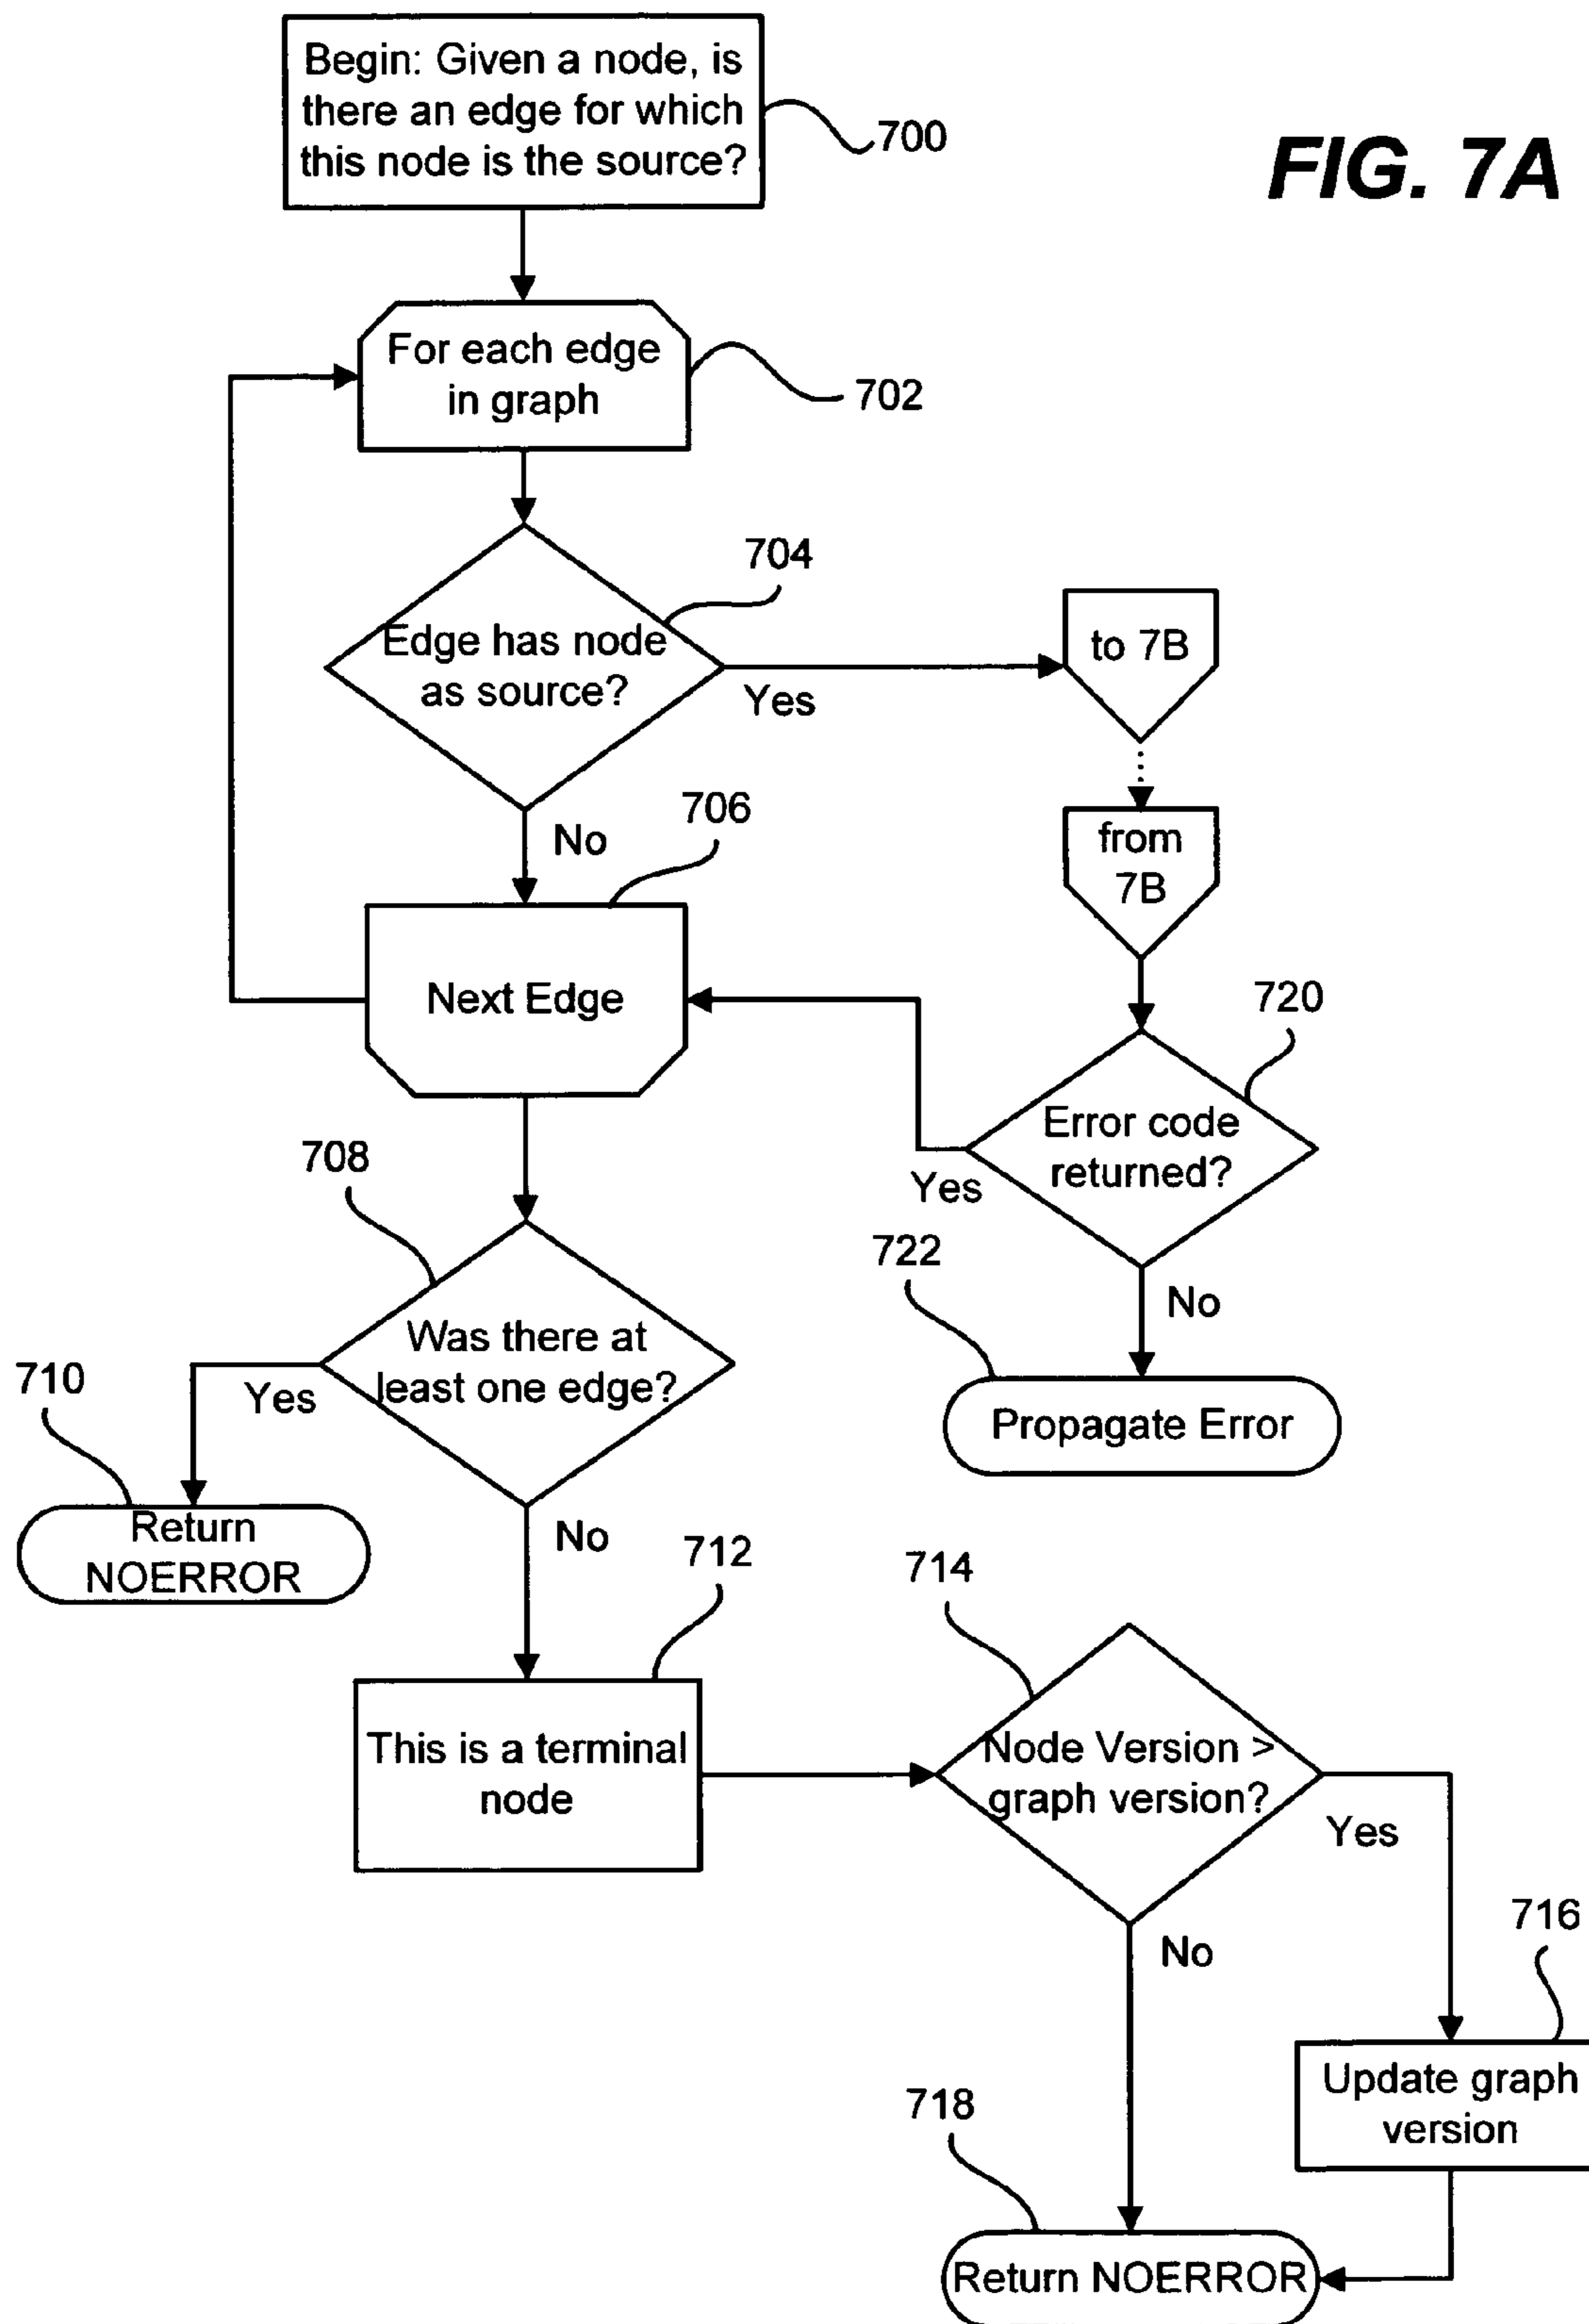 Begin: Given a node, is
there an edge for which
this node is the source?
700
FIG. 7A
For each edge
in graph
702
704
Edge has node
as source?
Yes
to 7B
No
706
from
7B
Next Edge
720
Error code
returned?
Yes
708
722
No
Was there at
least one edge?
Propagate Error
710
Yes
Return
NOERROR
No
712
714
This is a terminal
node
Node Version >
graph version?
Yes
716
No
Update graph
version
718
Return NOERROR